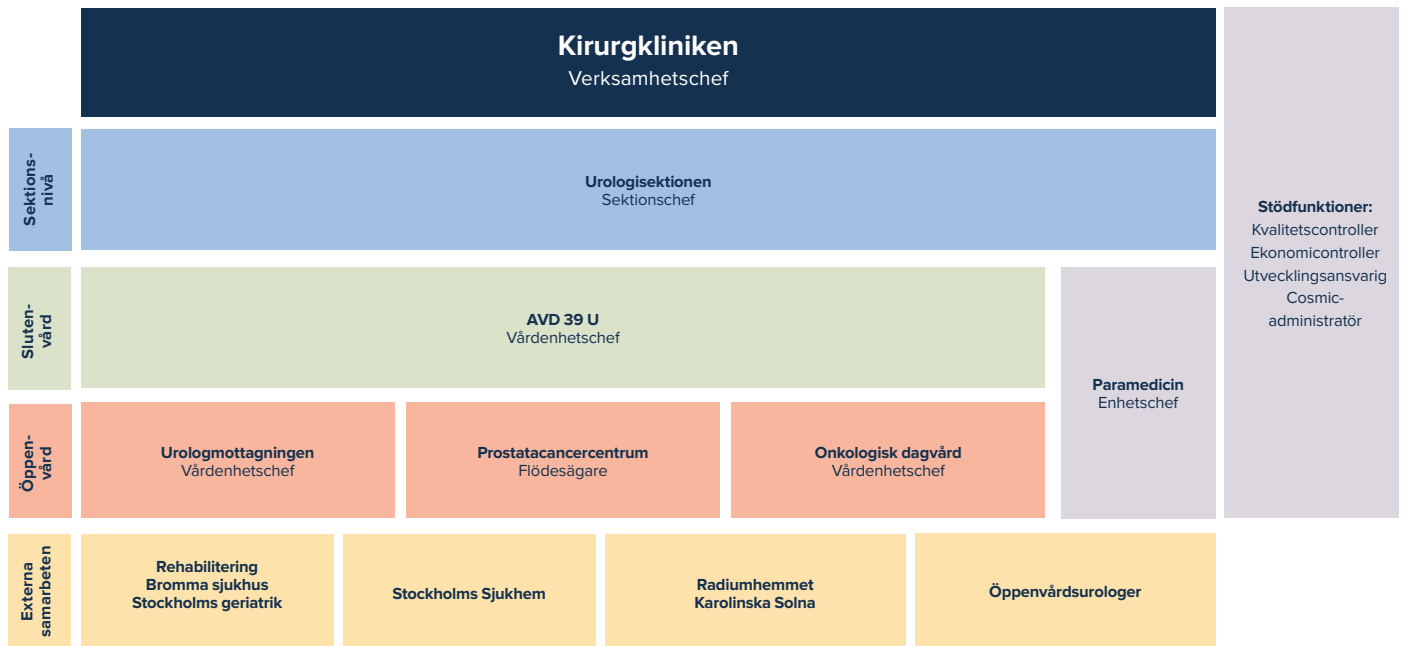 Kirurgkliniken
Verksamhetschef
Sektions-
nivå
Urologisektionen
Sektionschef
Stödfunktioner:
Kvalitetscontroller
Ekonomicontroller
Utvecklingsansvarig
Cosmic-
administratör
Sluten-
vård
AVD 39 U
Vårdenhetschef
Paramedicin
Enhetschef
Öppen-
vård
Urologmottagningen
Vårdenhetschef
Prostatacancercentrum
Flödesägare
Onkologisk dagvård
Vårdenhetschef
Externa
samarbeten
Rehabilitering
Bromma sjukhus
Stockholms geriatrik
Stockholms Sjukhem
Radiumhemmet
Karolinska Solna
Öppenvårdsurologer